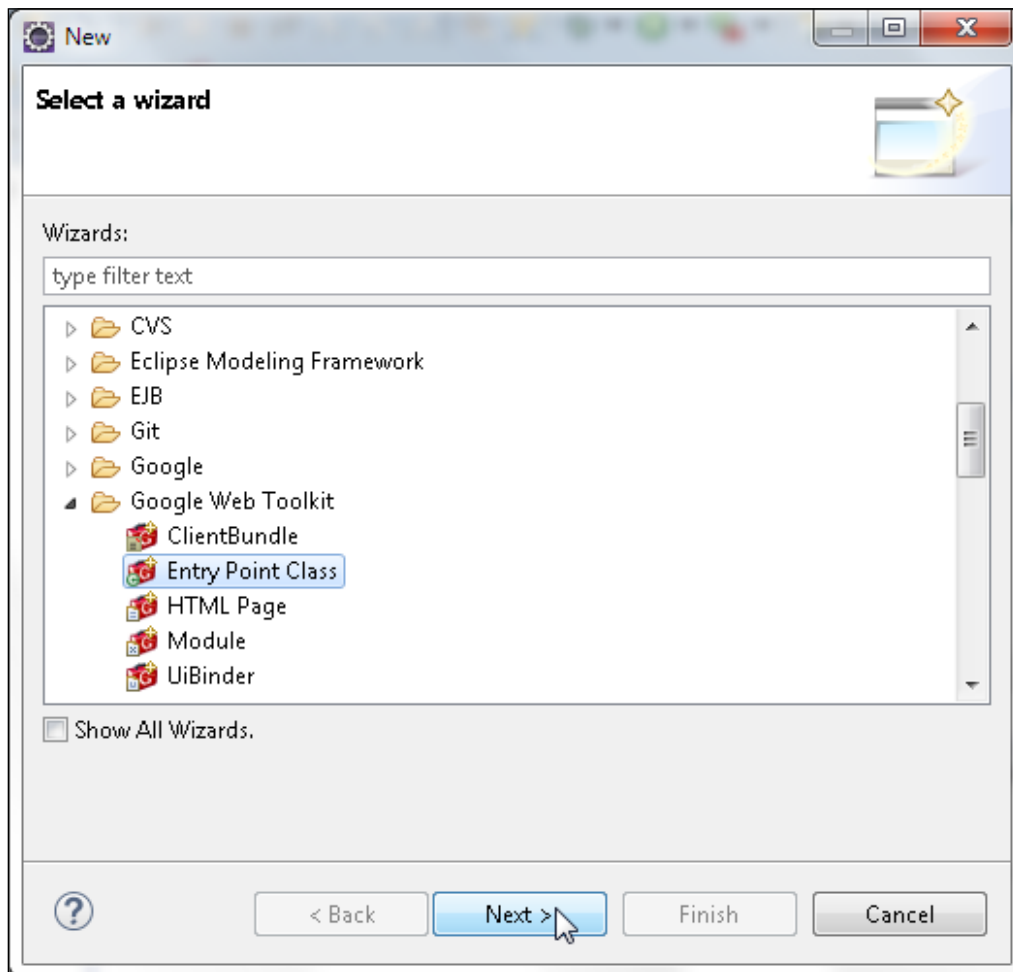 New
Select a wizard
Wizards:
type filter text
CVS
Eclipse Modeling Framework
EJB
Git
Google
Google Web Toolkit
ClientBundle
Entry Point Class
HTML Page
Module
UiBinder
Show All Wizards.
< Back Next > Finish Cancel